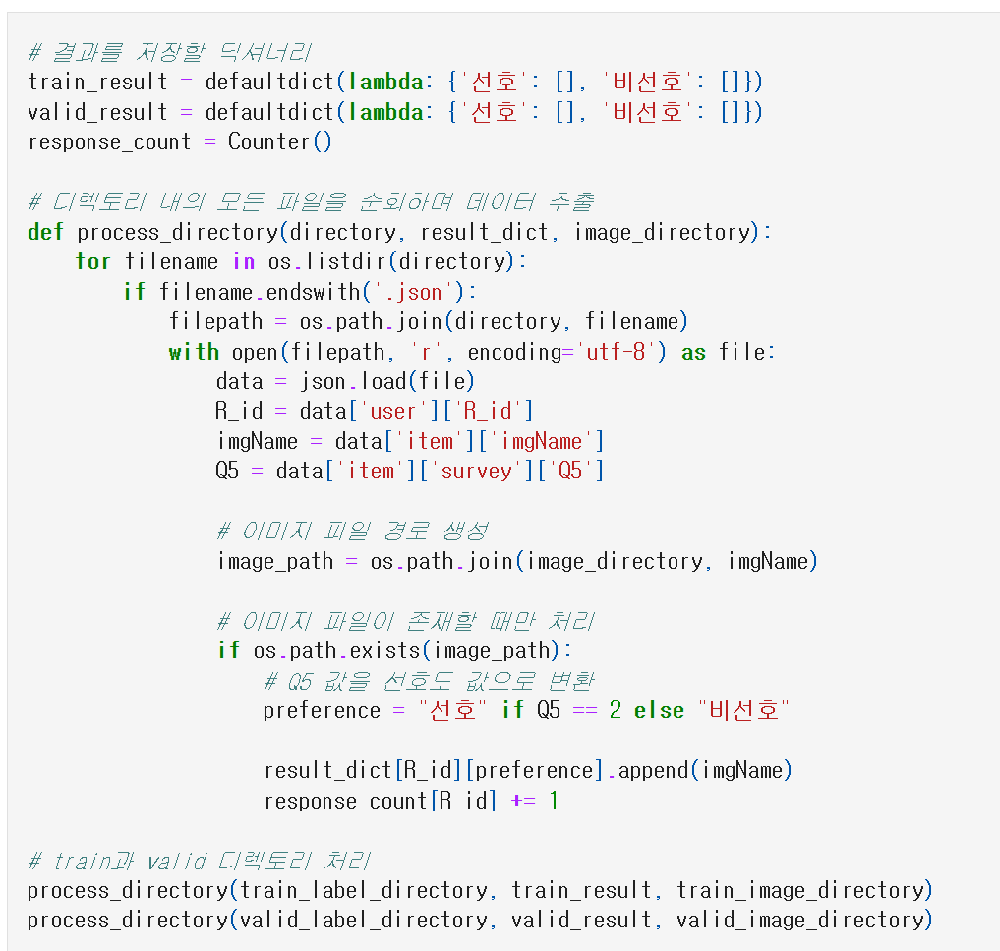 # 결과를 저장할 딕셔너리
train_result = defaultdict(lambda: {'선호': [], '비선호': []})
valid_result = defaultdict(lambda: {'선호': [], '비선호': []})
response_count = Counter()

# 디렉토리 내의 모든 파일을 순회하며 데이터 추출
def process_directory(directory, result_dict, image_directory):
    for filename in os.listdir(directory):
        if filename.endswith('.json'):
            filepath = os.path.join(directory, filename)
            with open(filepath, 'r', encoding='utf-8') as file:
                data = json.load(file)
                R_id = data['user']['R_id']
                imgName = data['item']['imgName']
                Q5 = data['item']['survey']['Q5']

                # 이미지 파일 경로 생성
                image_path = os.path.join(image_directory, imgName)

                # 이미지 파일이 존재할 때만 처리
                if os.path.exists(image_path):
                    # Q5 값을 선호도 값으로 변환
                    preference = "선호" if Q5 == 2 else "비선호"

                    result_dict[R_id][preference].append(imgName)
                    response_count[R_id] += 1

# train과 valid 디렉토리 처리
process_directory(train_label_directory, train_result, train_image_directory)
process_directory(valid_label_directory, valid_result, valid_image_directory)